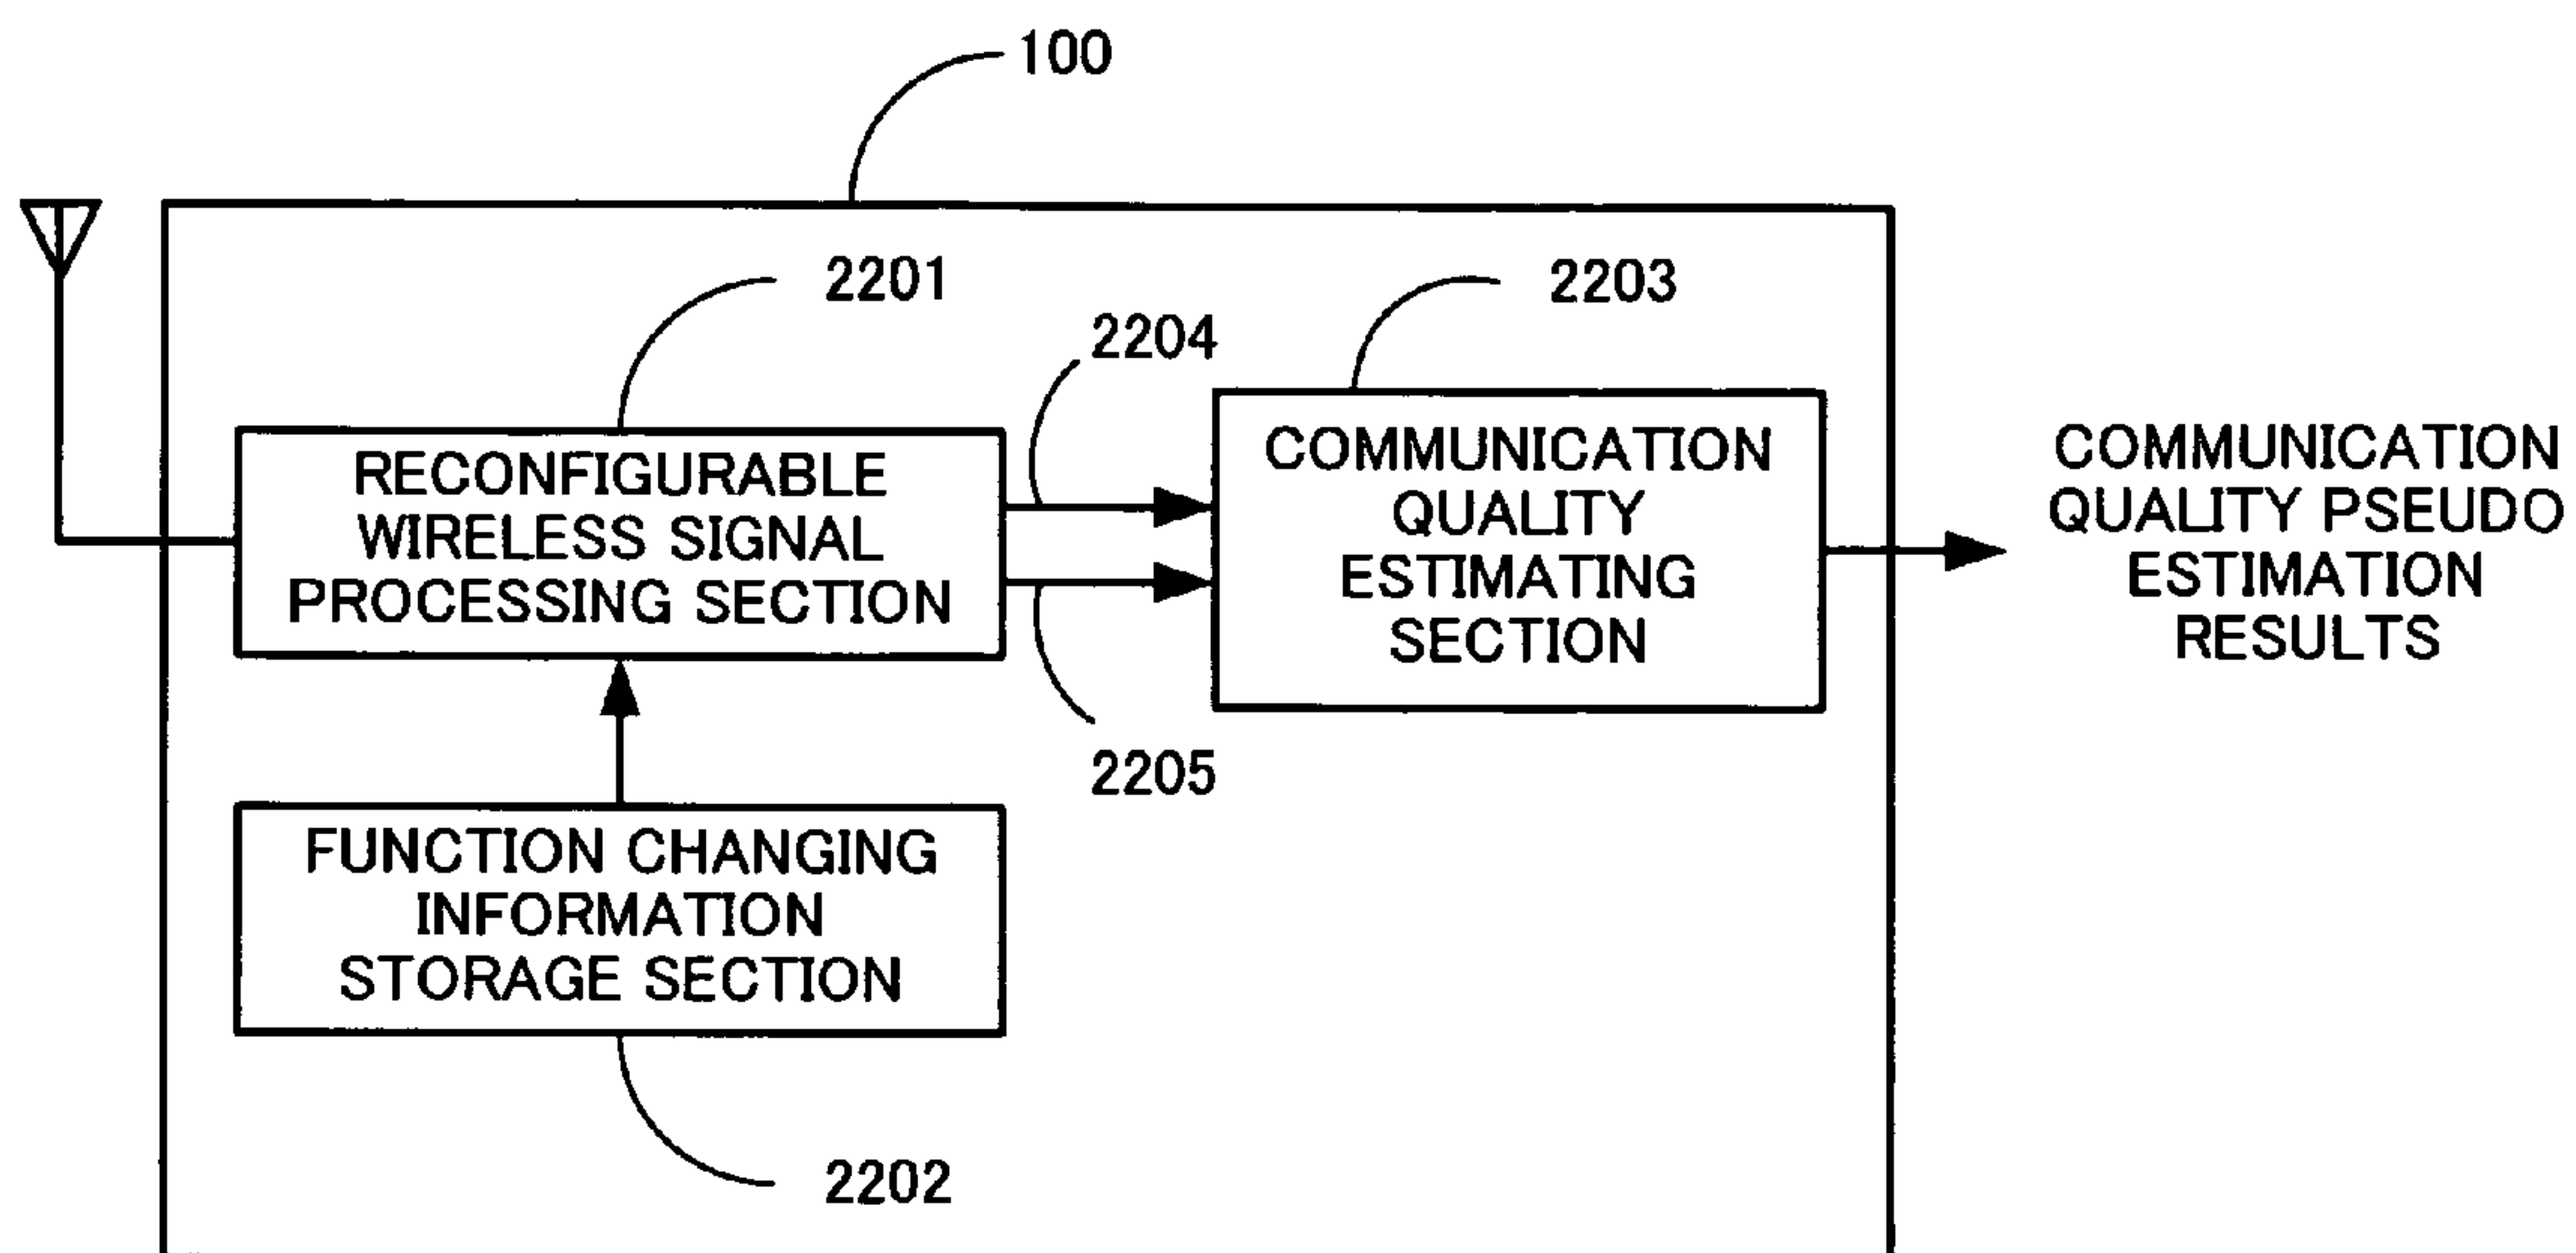 100
2201
2203
2204
RECONFIGURABLE
WIRELESS SIGNAL
PROCESSING SECTION
COMMUNICATION
QUALITY
ESTIMATING
SECTION
COMMUNICATION
QUALITY PSEUDO
ESTIMATION
RESULTS
2205
FUNCTION CHANGING
INFORMATION
STORAGE SECTION
2202